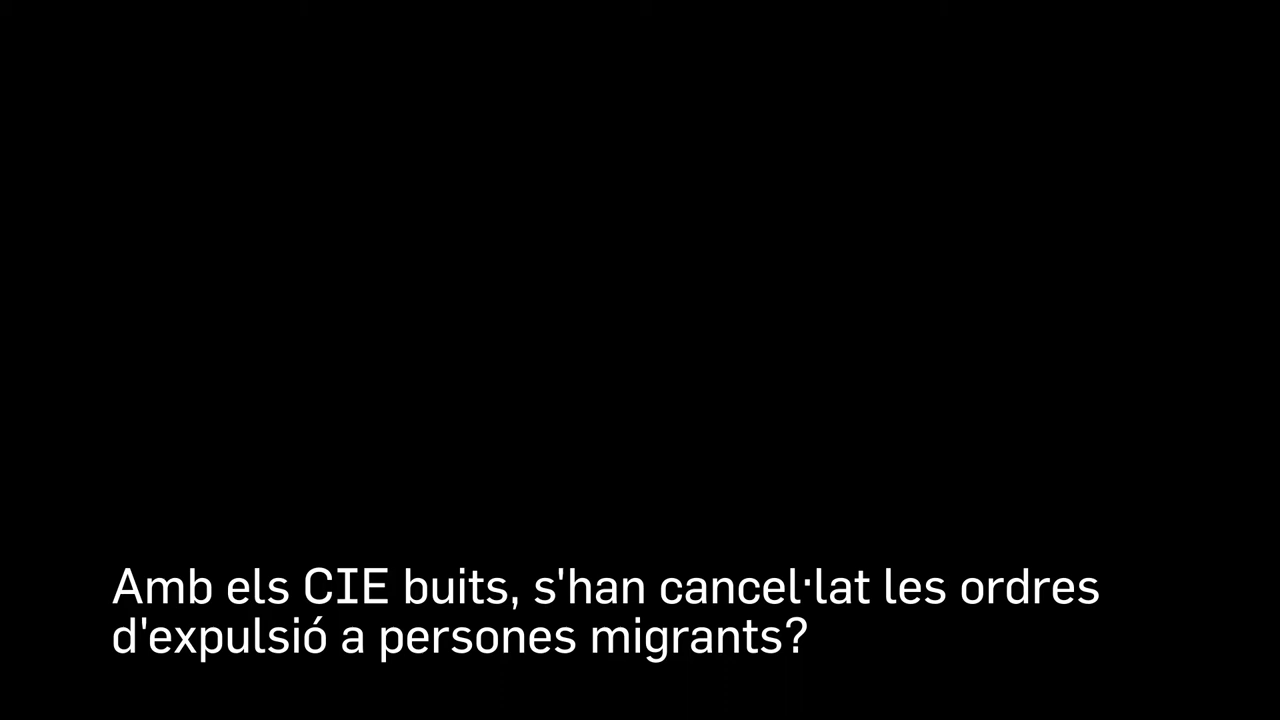 Amb els CIE buits, s'han cancel·lat les ordres
d'expulsió a persones migrants?